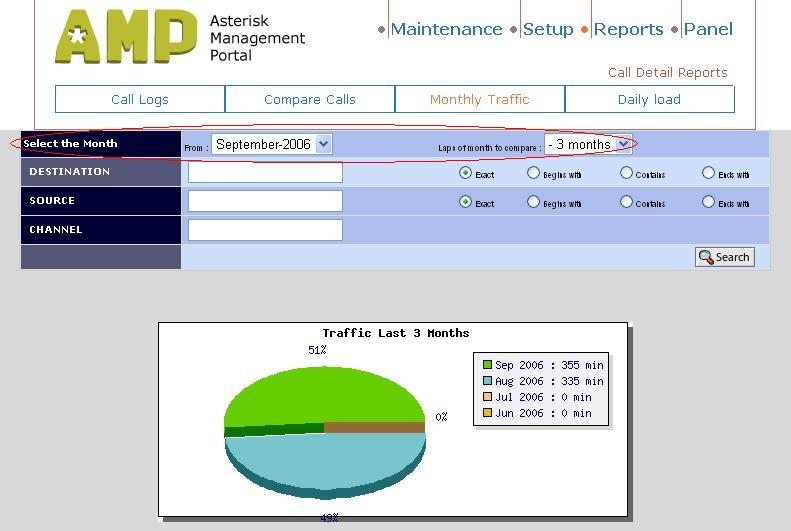 AMP
Asterisk
Management
Portal
Maintenance Setup Reports Panel
Call Detail Reports
Call Logs Compare Calls Monthly Traffic Daily load
Select the Month From : September-2006 Laps of month to compare : - 3 months
DESTINATION Exact Begins with Contains Ends with
SOURCE Exact Begins with Contains Ends with
CHANNEL
Search
Traffic Last 3 Months
51%
Sep 2006 : 355 min
Aug 2006 : 335 min
Jul 2006 : 0 min
Jun 2006 : 0 min
0%
49%